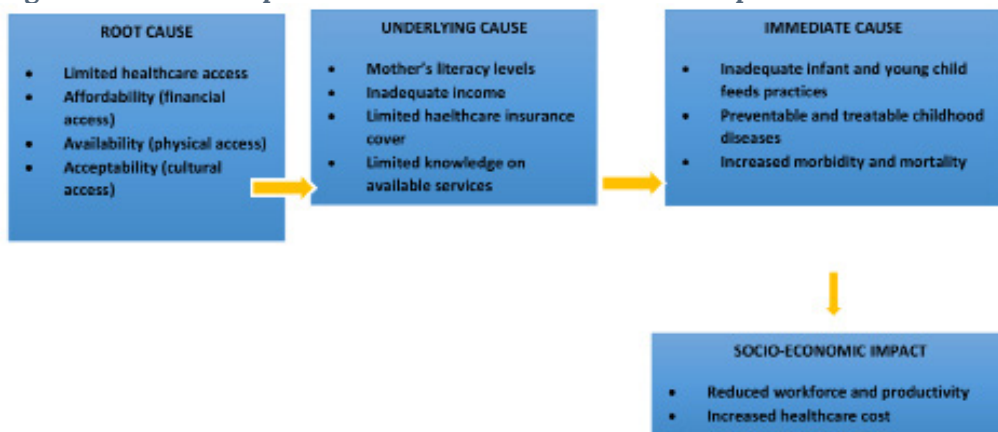 ROOT CAUSE
• Limited healthcare access
• Affordability (financial
access)
• Availability (physical access)
• Acceptability (cultural
access)
UNDERLYING CAUSE
• Mother's literacy levels
• Inadequate income
• Limited haelthcare insurance
cover
• Limited knowledge on
available services
IMMEDIATE CAUSE
• Inadequate infant and young child
feeds practices
• Preventable and treatable childhood
diseases
• Increased morbidity and mortality
SOCIO-ECONOMIC IMPACT
• Reduced workforce and productivity
• Increased healthcare cost